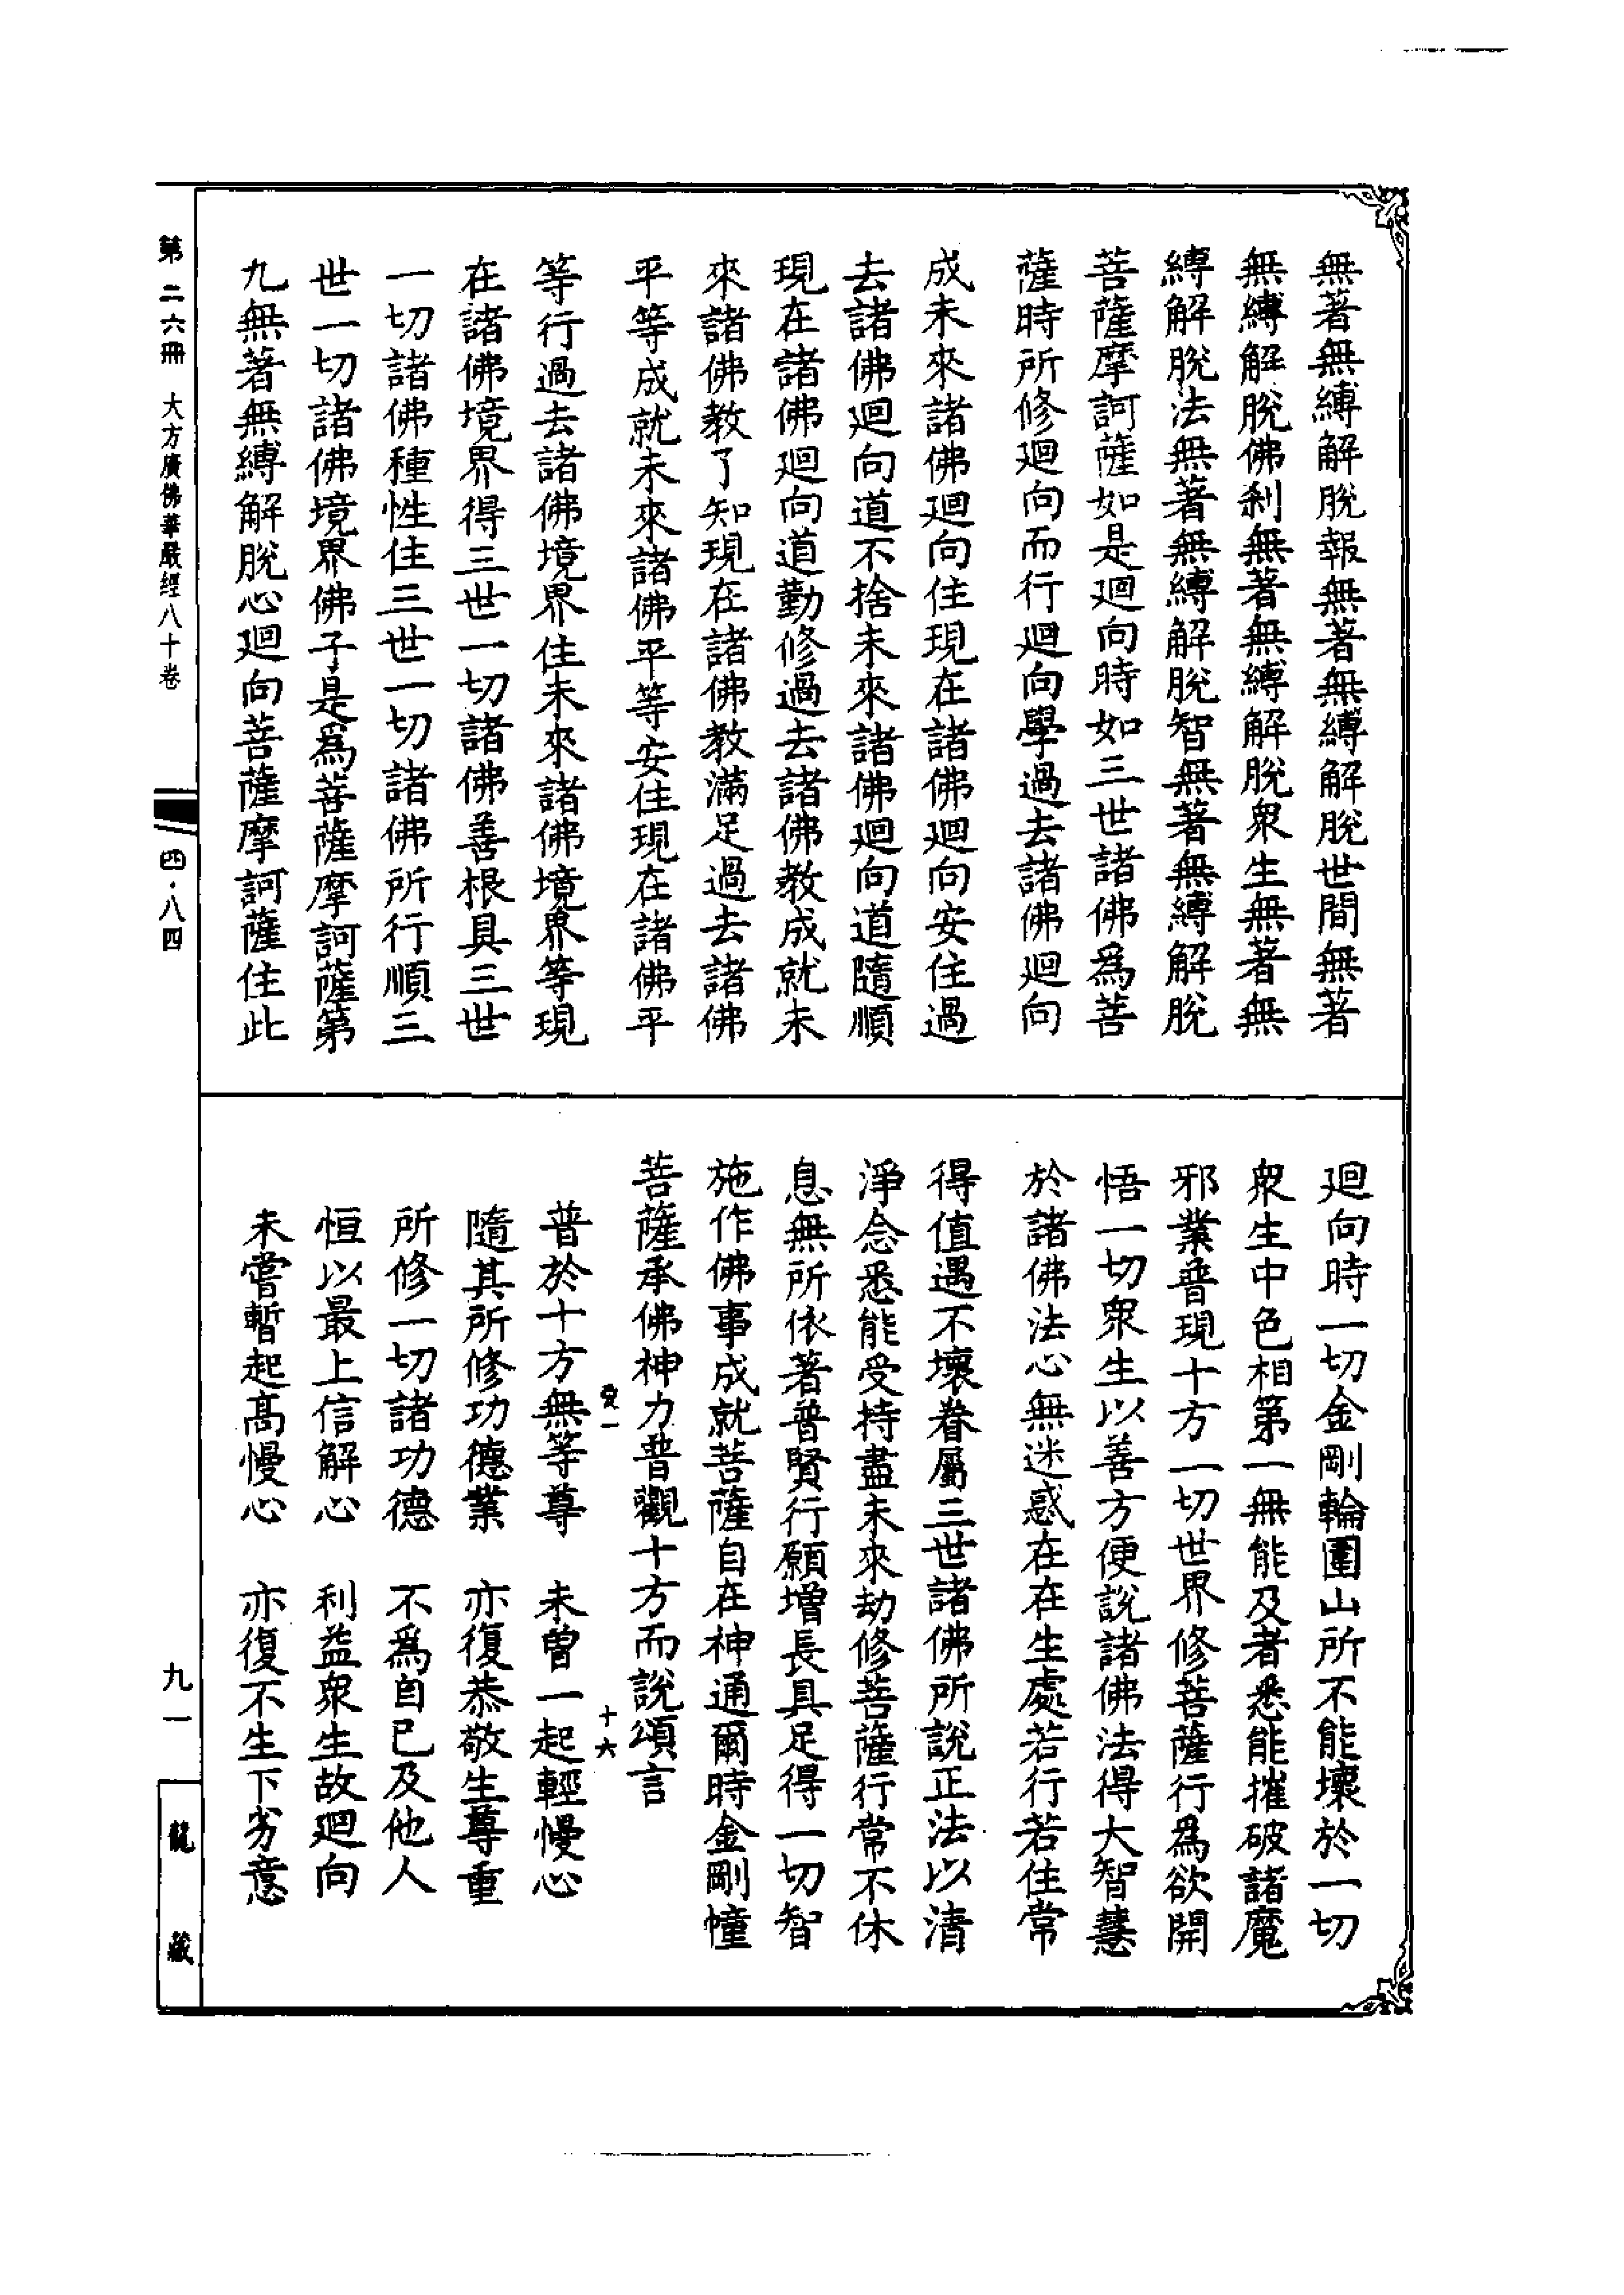 無著無縛解脫報無著無縛解脫世間無著
無縛解脫佛刹無著無縛解脫衆生無著無
縛解脫法無著無縛解脫智無著無縛解脫
菩薩摩訶薩如是迴向時如三世諸佛爲菩
薩時所修迴向而行迴向學過去諸佛迴向
成未來諸佛迴向住現在諸佛迴向安住過
去諸佛迴向道不捨未來諸佛迴向道隨順
現在諸佛迴向道勤修過去諸佛教成就未
來諸佛教了知現在諸佛教滿足過去諸佛
平等成就未來諸佛平等安住現在諸佛平
等行過去諸佛境界住未來諸佛境界等現
在諸佛境界得三世一切諸佛善根具三世
一切諸佛種性住三世一切諸佛所行順三
世一切諸佛境界佛子是爲菩薩摩訶薩第
九無著無縛解脫心迴向菩薩摩訶薩住此
迴向時一切金剛輪圍山所不能壞於一切
衆生中色相第一無能及者悉能摧破諸魔
邪業普現十方一切世界修菩薩行爲欲開
悟一切衆生以善方便說諸佛法得大智慧
於諸佛法心無迷惑在在生處若行若住常
得值遇不壞眷屬三世諸佛所說正法以清
淨念悉能受持盡未來劫修菩薩行常不休
息無所依著普賢行願增長具足得一切智
施作佛事成就菩薩自在神通爾時金剛幢
菩薩承佛神力普觀十方而說頌言
十六
普於十方無等尊　未曾一起輕慢心
隨其所修功德業　亦復恭敬生尊重
所修一切諸功德　不爲自己及他人
恒以最上信解心　利益衆生故迴向
未嘗暫起高慢心　亦復不生下劣意
第二六冊　大方廣佛華嚴經八十卷
四·八四
九一
龍藏